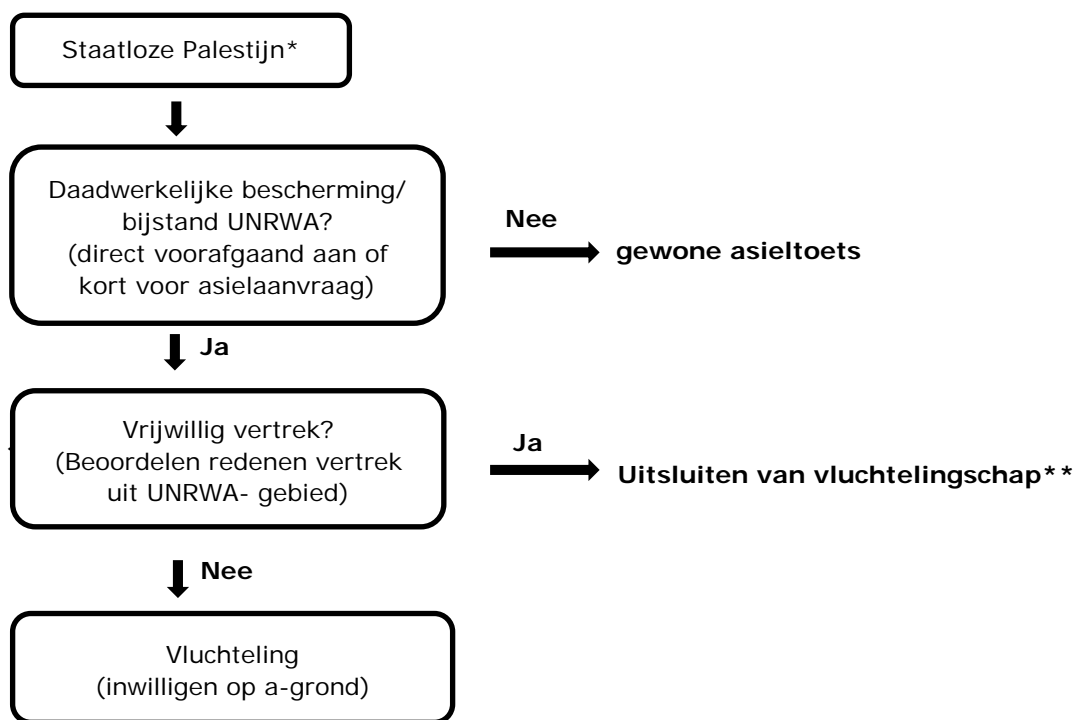 Staatloze Palestijn*
Daadwerkelijke bescherming/
bijstand UNRWA?
(direct voorafgaand aan of
kort voor asielaanvraag)
Nee
gewone asieltoets
Ja
Vrijwillig vertrek?
(Beoordelen redenen vertrek
uit UNRWA- gebied)
Ja
Uitsluiten van vluchtelingschap**
Nee
Vluchteling
(inwilligen op a-grond)